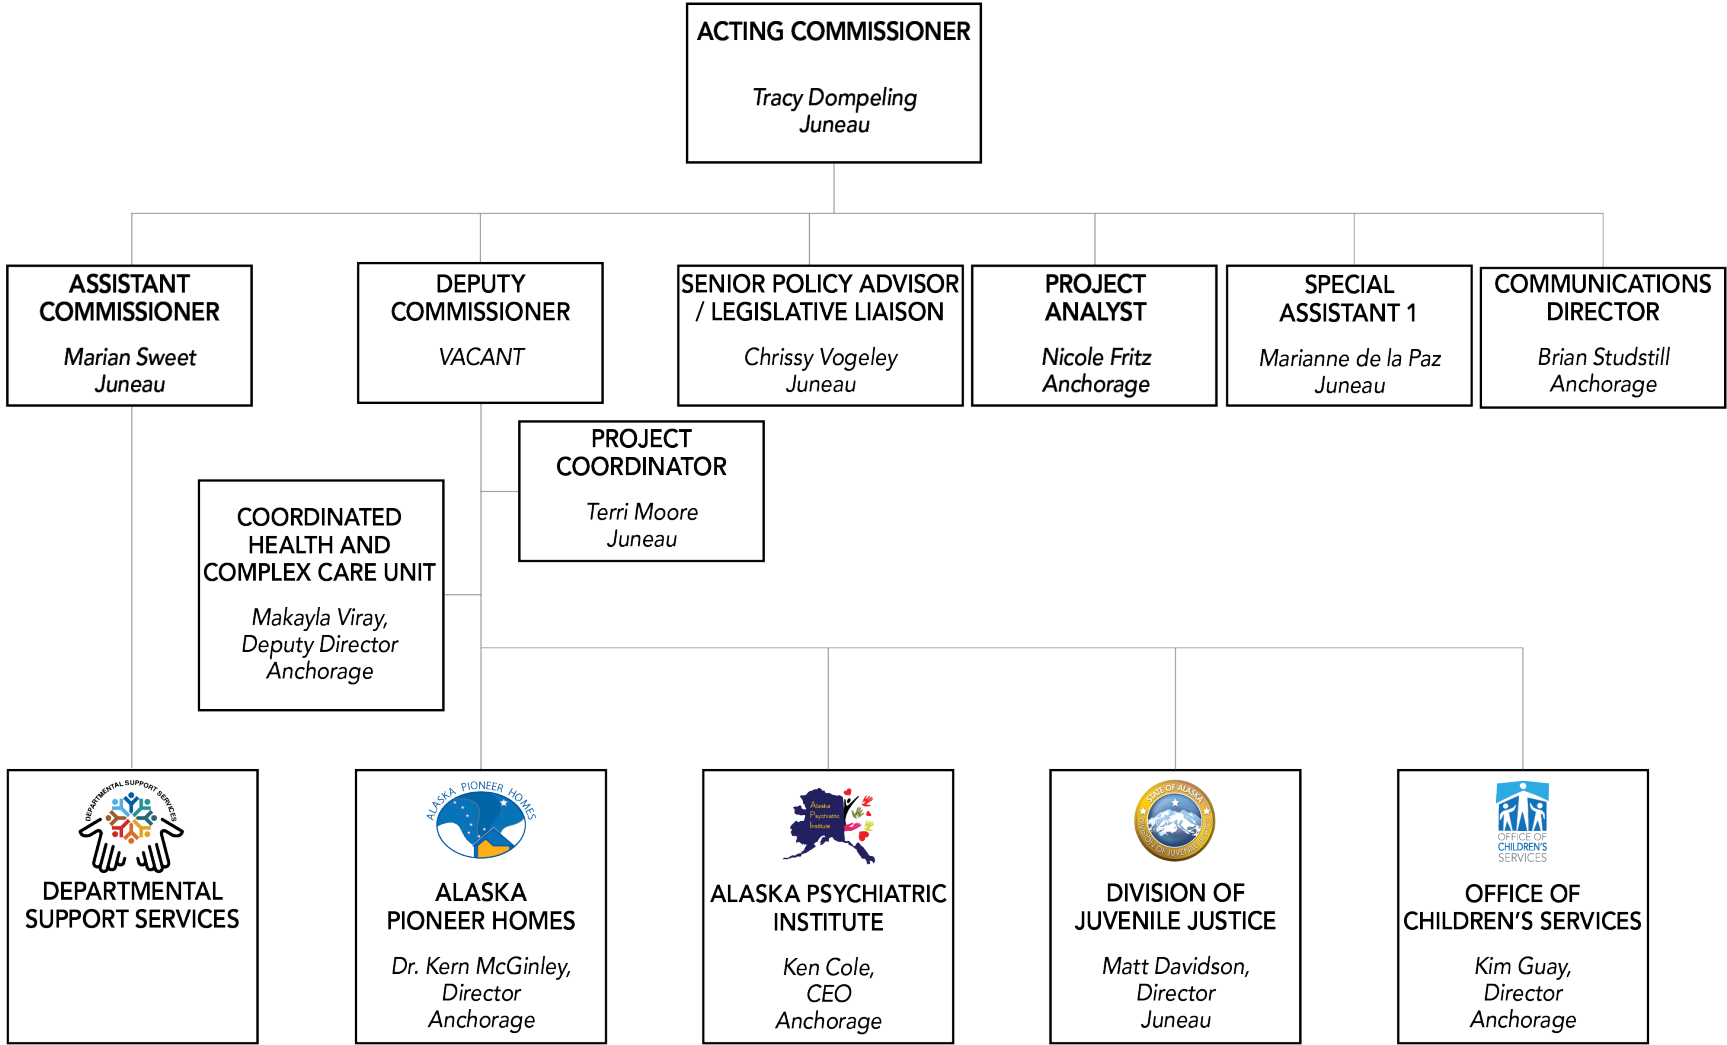 ACTING COMMISSIONER
Tracy Dompeling
Juneau
ASSISTANT
COMMISSIONER
Marian Sweet
Juneau
DEPUTY
COMMISSIONER
VACANT
SENIOR POLICY ADVISOR
/ LEGISLATIVE LIAISON
Chrissy Vogeley
Juneau
PROJECT
ANALYST
Nicole Fritz
Anchorage
SPECIAL
ASSISTANT 1
Marianne de la Paz
Juneau
COMMUNICATIONS
DIRECTOR
Brian Studstill
Anchorage
PROJECT
COORDINATOR
Terri Moore
Juneau
COORDINATED
HEALTH AND
COMPLEX CARE UNIT
Makayla Viray,
Deputy Director
Anchorage
DEPARTMENTAL SUPPORT SERVICES
DEPARTMENTAL
SUPPORT SERVICES
ALASKA PIONEER HOMES
ALASKA
PIONEER HOMES
Dr. Kern McGinley,
Director
Anchorage
Alaska
Psychiatric
Institute
ALASKA PSYCHIATRIC
INSTITUTE
Ken Cole,
CEO
Anchorage
STATE OF ALASKA
DIVISION OF JUVENILE JUSTICE
DIVISION OF
JUVENILE JUSTICE
Matt Davidson,
Director
Juneau
OFFICE OF
CHILDREN'S
SERVICES
OFFICE OF
CHILDREN'S SERVICES
Kim Guay,
Director
Anchorage